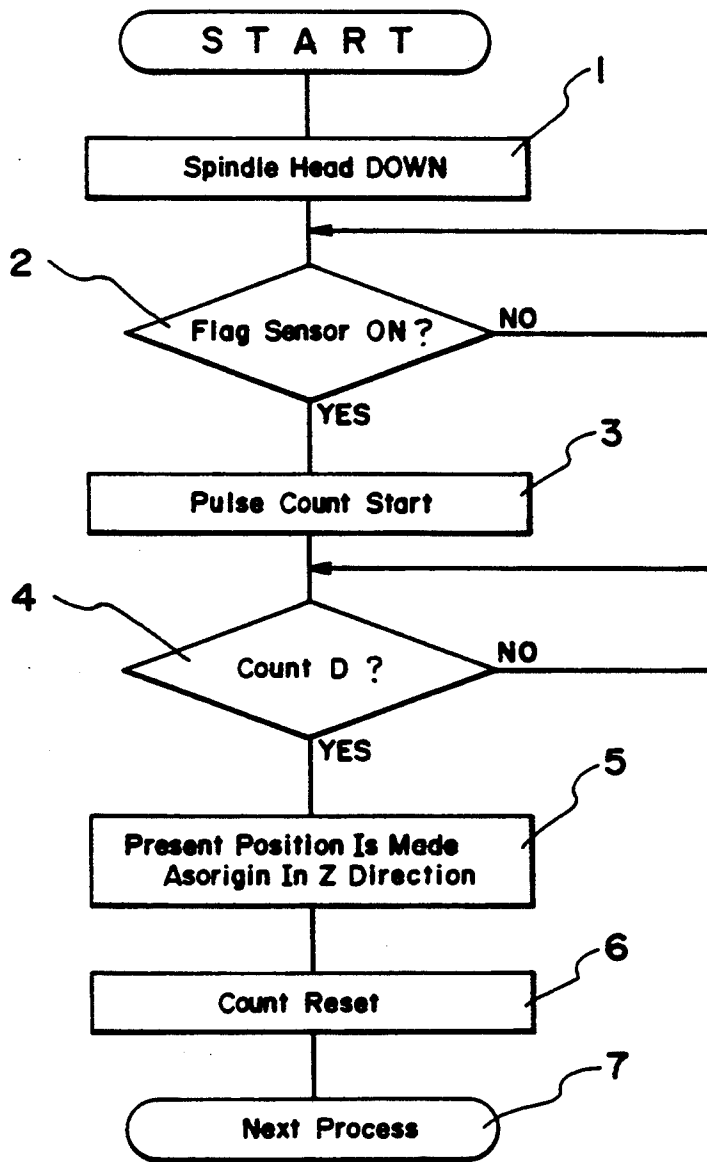 START
1
Spindle Head DOWN
2
Flag Sensor ON?
NO
YES
3
Pulse Count Start
4
Count D ?
NO
YES
5
Present Position Is Made
Asorigin In Z Direction
6
Count Reset
7
Next Process